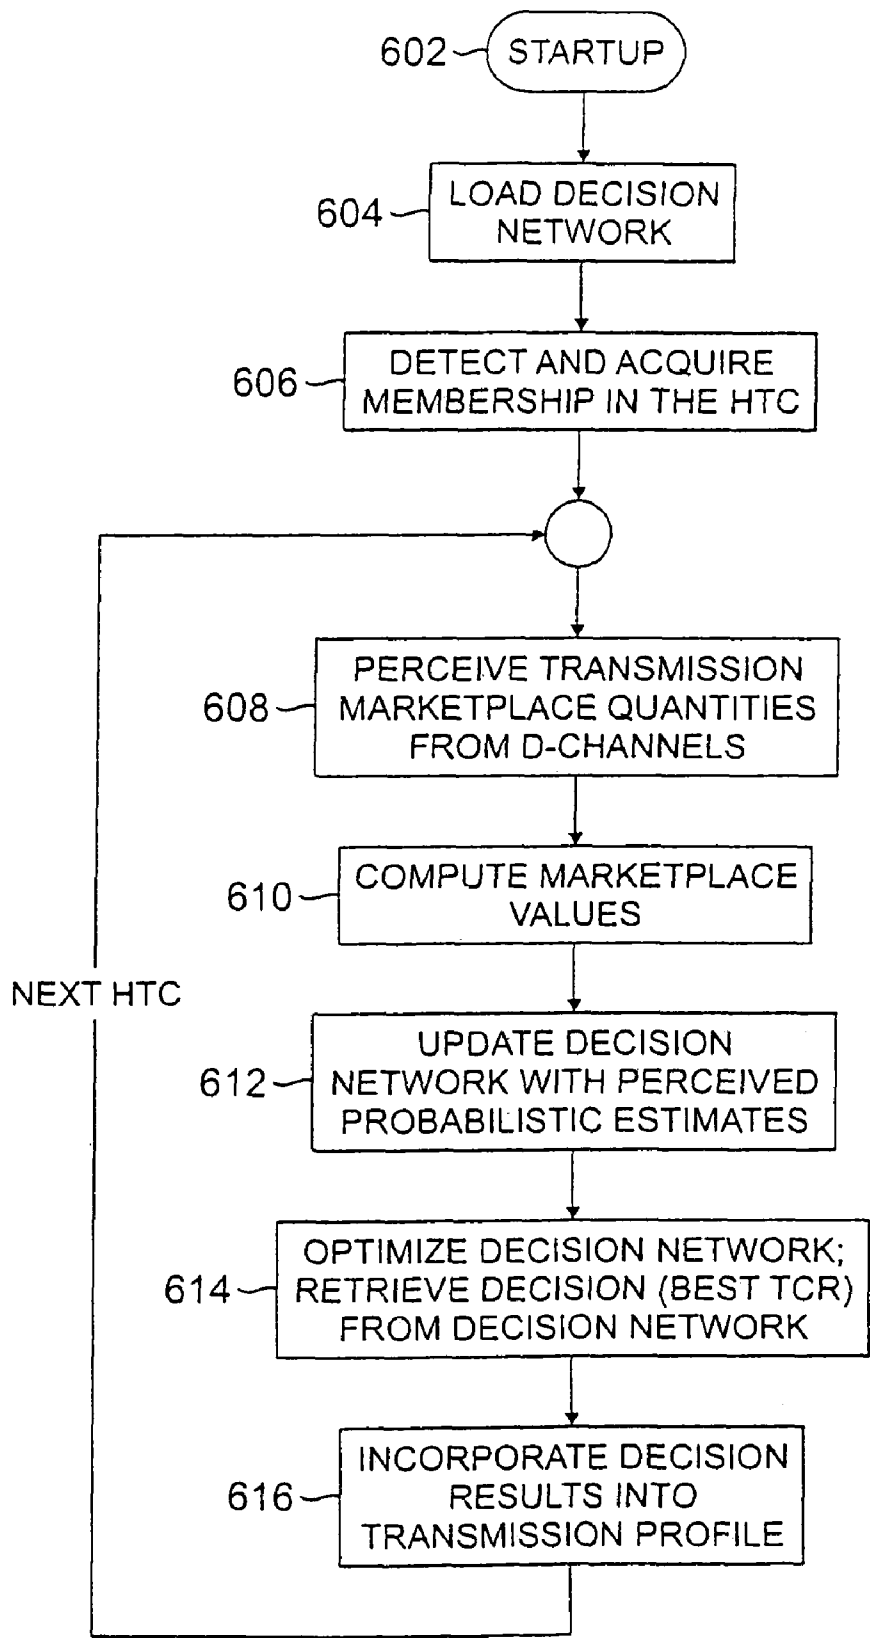 602
STARTUP
604
LOAD DECISION
NETWORK
606
DETECT AND ACQUIRE
MEMBERSHIP IN THE HTC
608
PERCEIVE TRANSMISSION
MARKETPLACE QUANTITIES
FROM D-CHANNELS
610
COMPUTE MARKETPLACE
VALUES
NEXT HTC
612
UPDATE DECISION
NETWORK WITH PERCEIVED
PROBABILISTIC ESTIMATES
614
OPTIMIZE DECISION NETWORK;
RETRIEVE DECISION (BEST TCR)
FROM DECISION NETWORK
616
INCORPORATE DECISION
RESULTS INTO
TRANSMISSION PROFILE